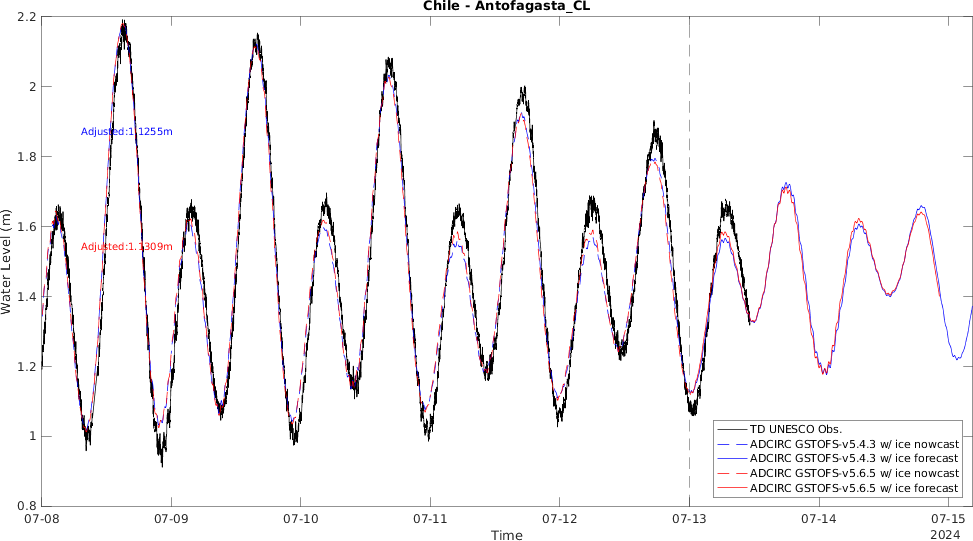 Chile - Antofagasta_CL
2.2
2
1.8
1.6
1.4
1.2
1
0.8
Water Level (m)
Adjusted:1.1255m
Adjusted:1.1309m
TD UNESCO Obs.
ADCIRC GSTOFS-v5.4.3 w/ ice nowcast
ADCIRC GSTOFS-v5.4.3 w/ ice forecast
ADCIRC GSTOFS-v5.6.5 w/ ice nowcast
ADCIRC GSTOFS-v5.6.5 w/ ice forecast
07-08 07-09 07-10 07-11 07-12 07-13 07-14 07-15
Time
2024